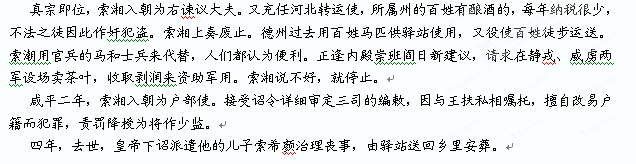 真宗即位，索湘入朝为右谏议大夫。又充任河北转运使，所属州的百姓有酿酒的，每年纳税很少，
不法之徒因此作奸犯盗。索湘上奏废止。德州过去用百姓马匹供驿站使用，又役使百姓徒步运送。
索湘用官兵的马和士兵来代替，人们都认为便利。正逢内殿崇班阎日新建议，请求在静戎、威虏两
军设场卖茶叶，收取剥润来资助军用。索湘说不好，就停止。
咸平二年，索湘入朝为户部使。接受诏令详细审定三司的编敕，因与王扶私相嘱托，擅自改易户
籍而犯罪，责罚降授为将作少监。
四年，去世，皇帝下诏派遣他的儿子索希颜治理丧事，由驿站送回乡里安葬。